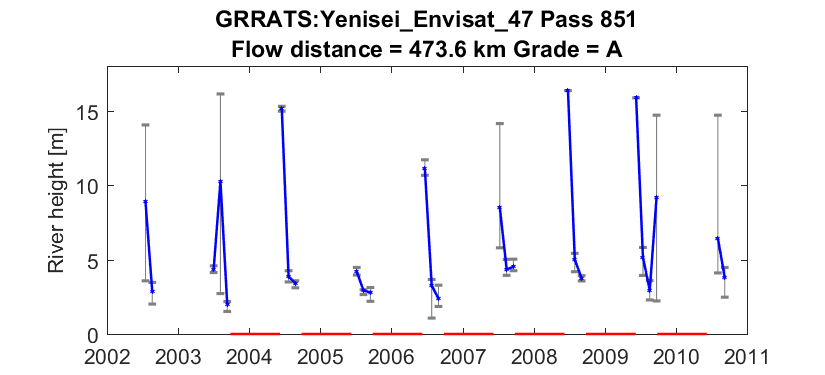 GRRATS:Yenisei_Envisat_47 Pass 851
Flow distance = 473.6 km Grade = A
River height [m]
15
10
5
0
2002 2003 2004 2005 2006 2007 2008 2009 2010 2011